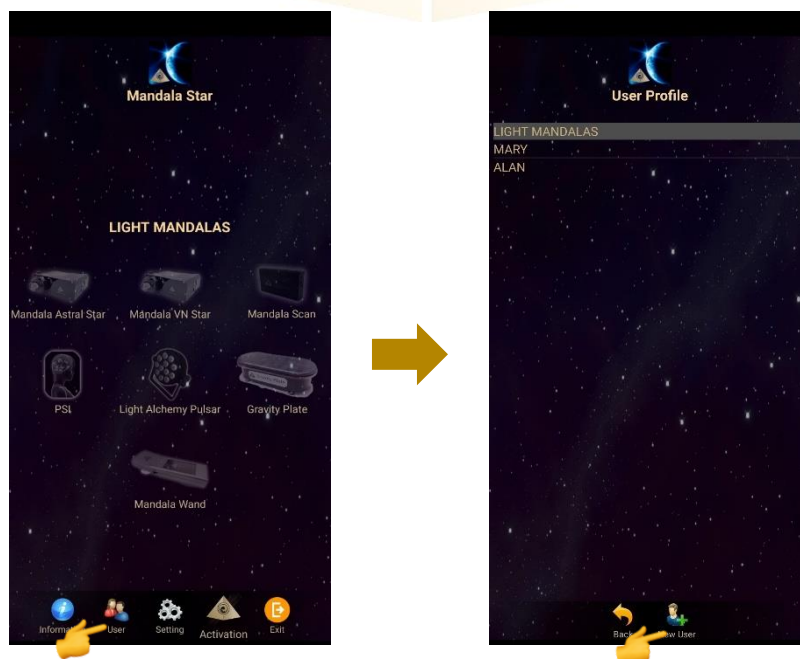 Mandala Star
LIGHT MANDALAS
Mandala Astral Star Mandala VN Star Mandala Scan
PSI Light Alchemy Pulsar Gravity Plate
Mandala Wand
User Setting Activation Exit
User Profile
LIGHT MANDALAS
MARY
ALAN
User